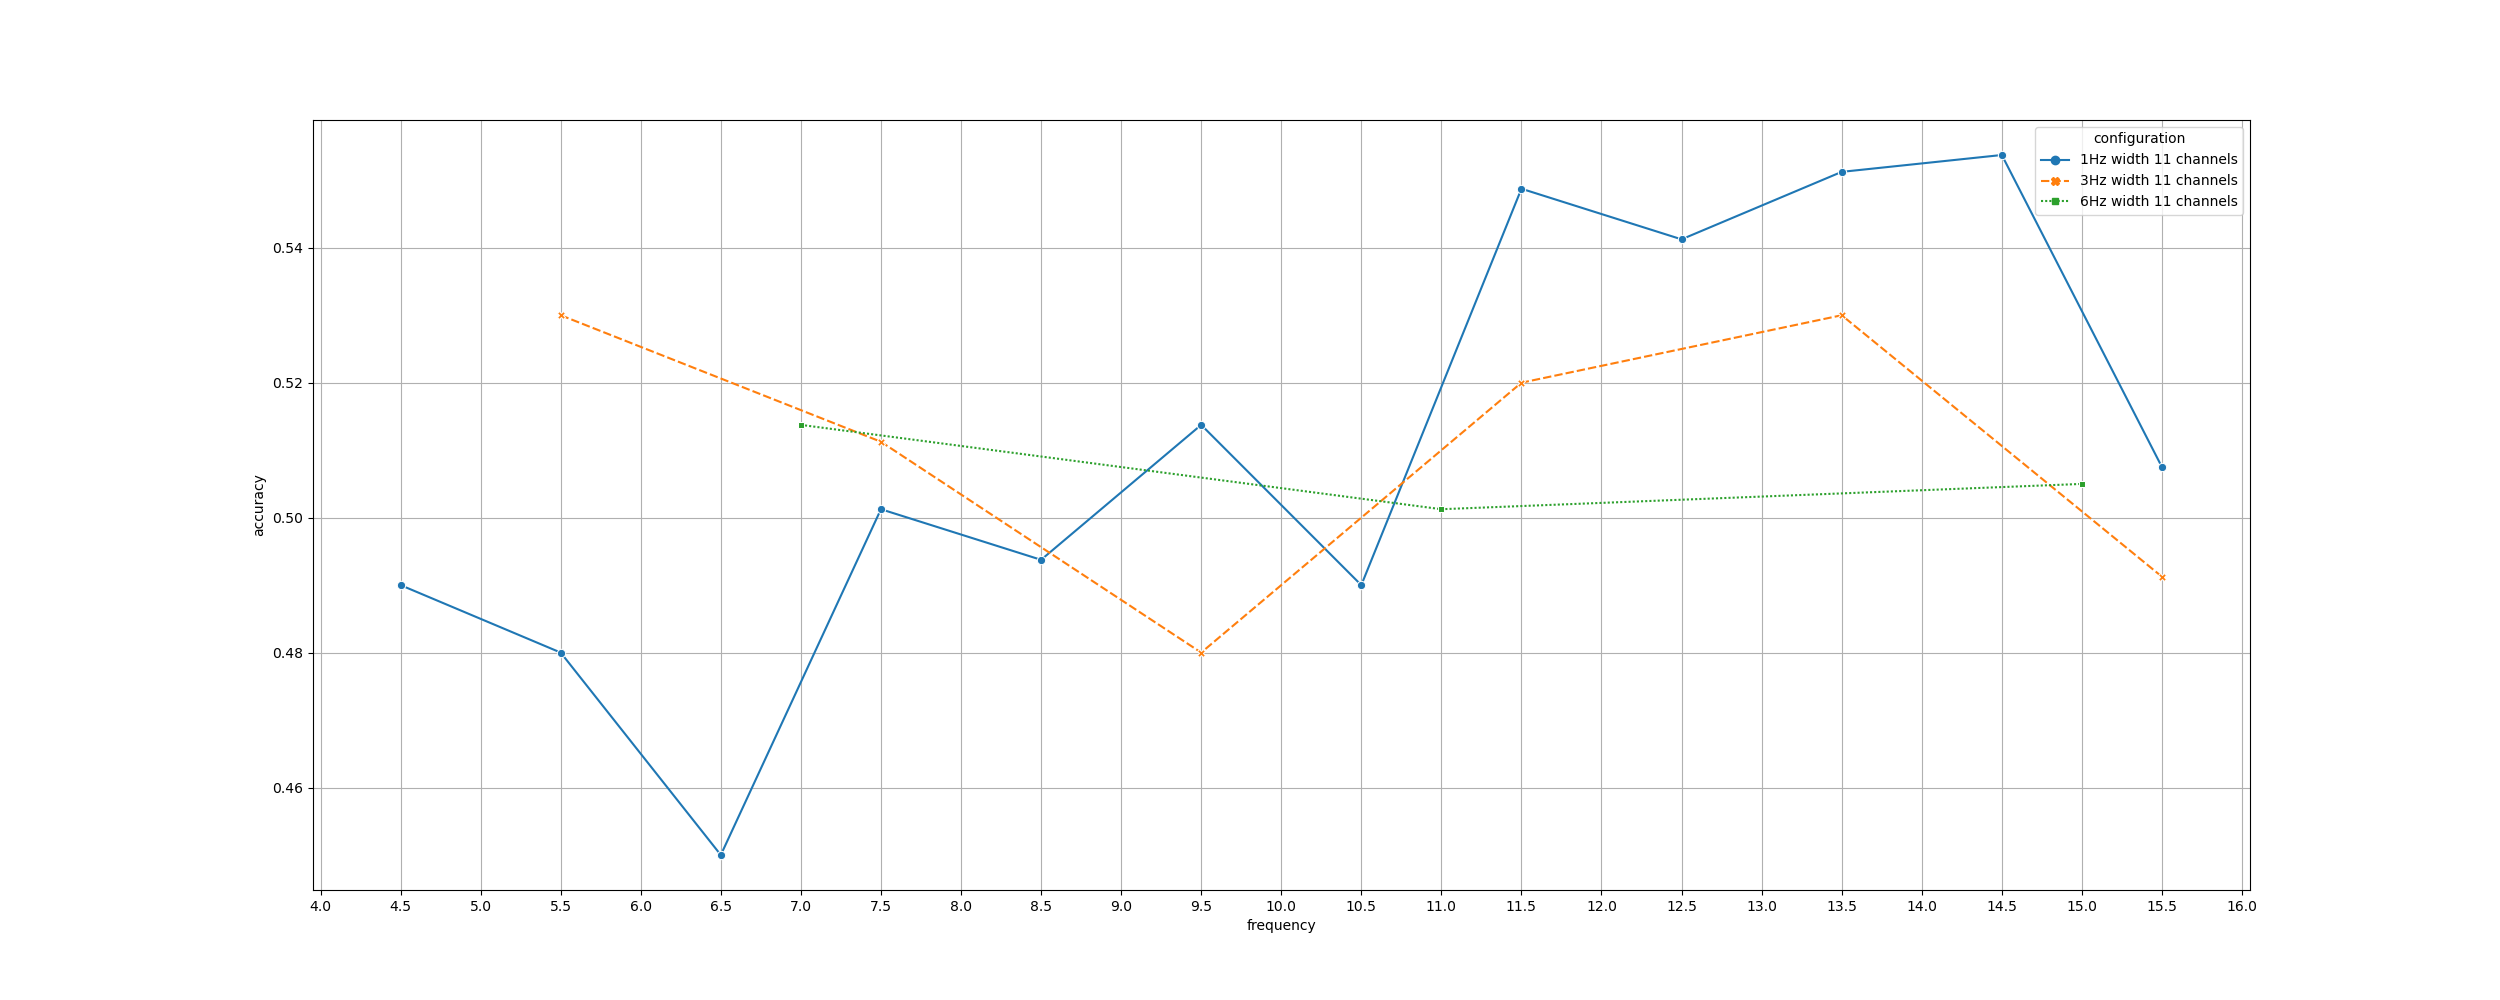 configuration
1Hz width 11 channels
3Hz width 11 channels
6Hz width 11 channels
accuracy
0.54
0.52
0.50
0.48
0.46
4.0 4.5 5.0 5.5 6.0 6.5 7.0 7.5 8.0 8.5 9.0 9.5 10.0 10.5 11.0 11.5 12.0 12.5 13.0 13.5 14.0 14.5 15.0 15.5 16.0
frequency